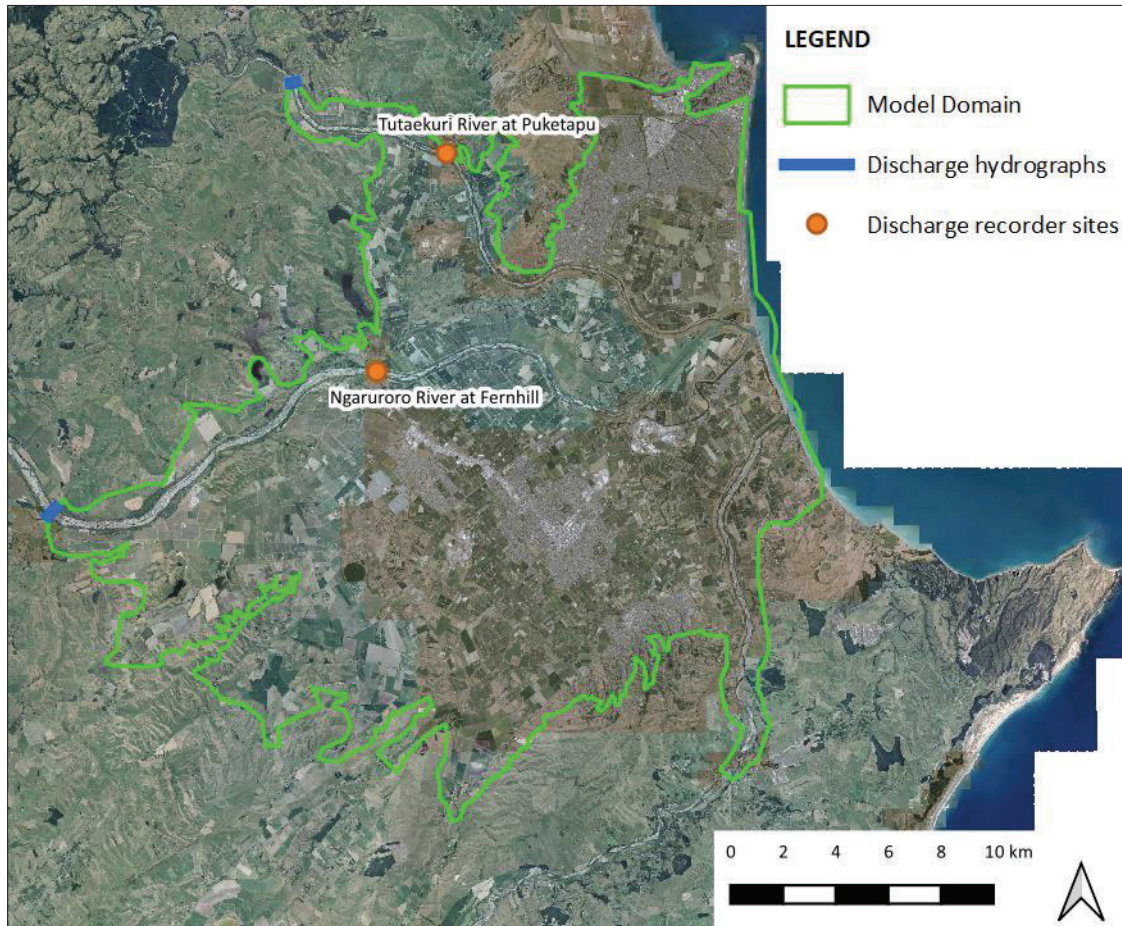 LEGEND
Model Domain
Discharge hydrographs
Discharge recorder sites
Tutaekuri River at Puketapu
Ngaruroro River at Fernhill
0 2 4 6 8 10 km